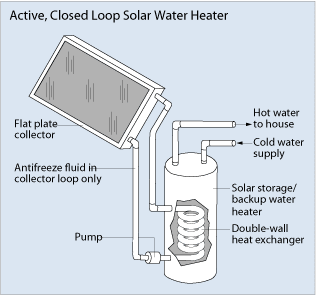 Active, Closed Loop Solar Water Heater
Flat plate
collector
Antifreeze fluid in
collector loop only
Pump
Hot water
to house
Cold water
supply
Solar storage/
backup water
heater
Double-wall
heat exchanger